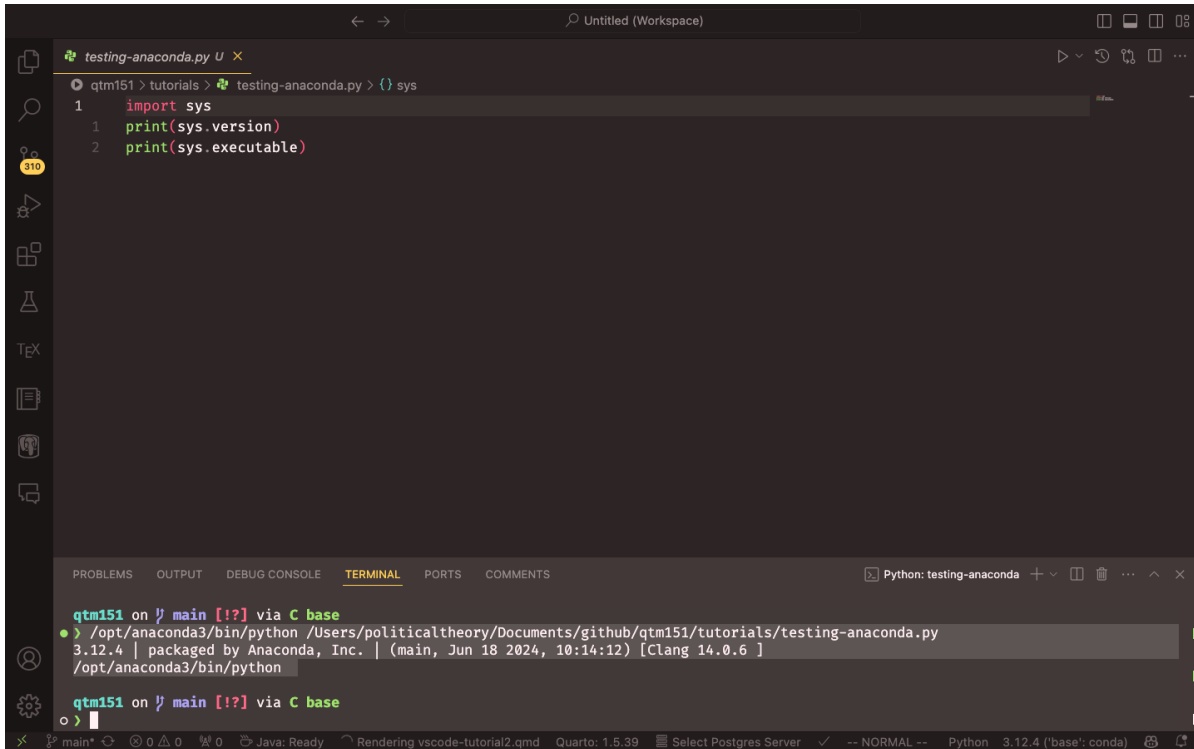 Untitled (Workspace)
testing-anaconda.py U
qtm151 > tutorials > testing-anaconda.py > {} sys
1 import sys
1 print(sys.version)
2 print(sys.executable)
310
TEX
PROBLEMS OUTPUT DEBUG CONSOLE TERMINAL PORTS COMMENTS
Python: testing-anaconda
qtm151 on main [!?] via C base
❯ /opt/anaconda3/bin/python /Users/politicaltheory/Documents/github/qtm151/tutorials/testing-anaconda.py
3.12.4 | packaged by Anaconda, Inc. | (main, Jun 18 2024, 10:14:12) [Clang 14.0.6 ]
/opt/anaconda3/bin/python
qtm151 on main [!?] via C base
❯
main* 0 0 0 Java: Ready Rendering vscode-tutorial2.qmd Quarto: 1.5.39 Select Postgres Server -- NORMAL -- Python 3.12.4 ('base': conda)